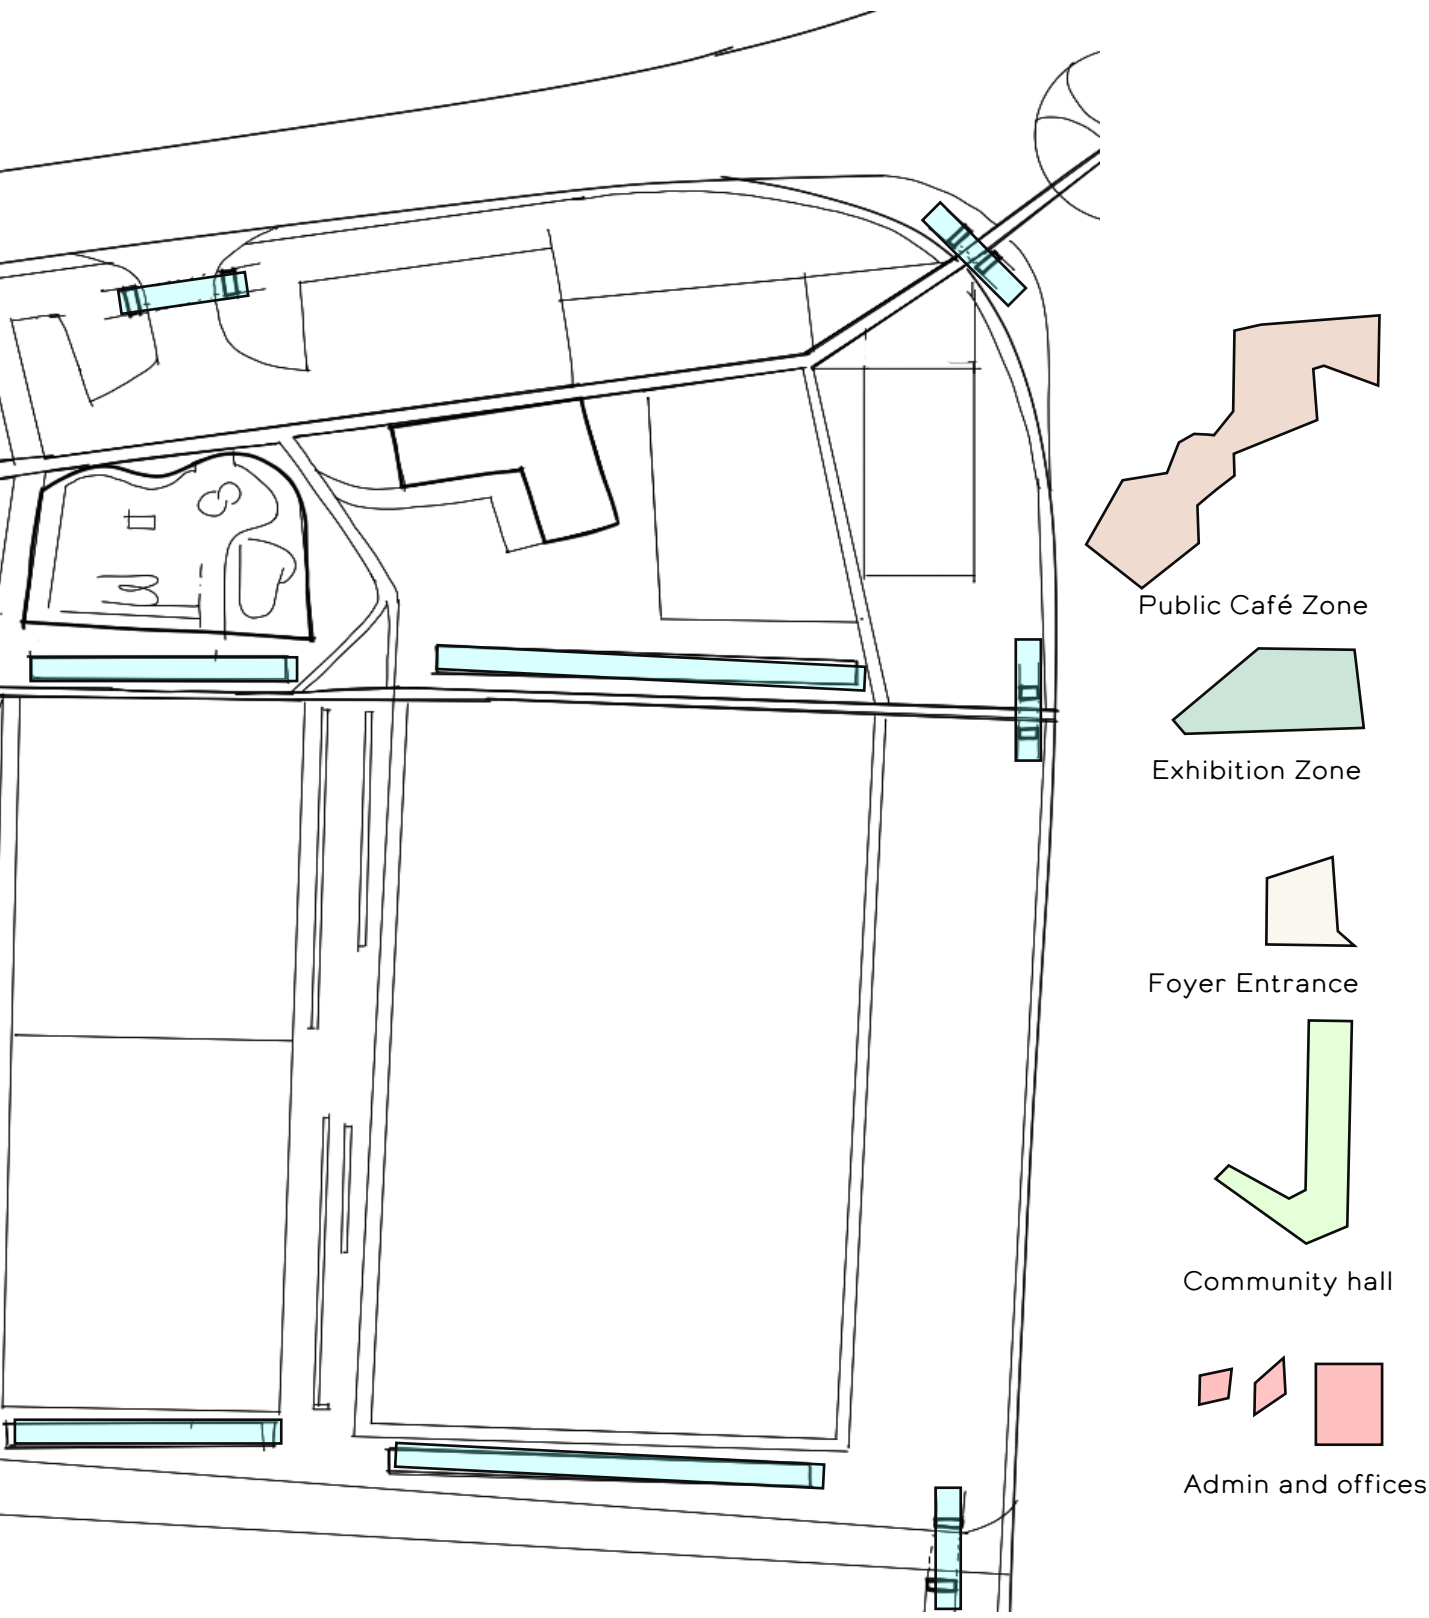 Public Café Zone
Exhibition Zone
Foyer Entrance
Community hall
Admin and offices